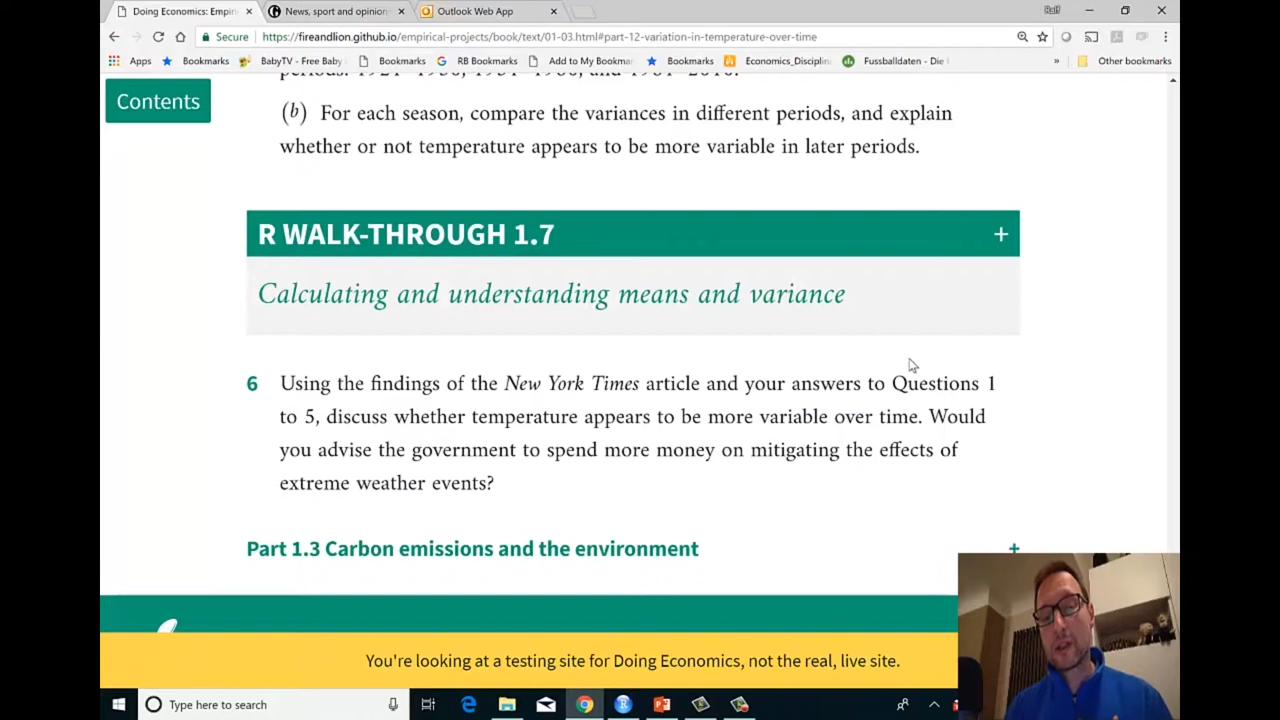 Doing Economics: Empir
News, sport and opinion
Outlook Web App
Secure
https://fireandlion.github.io/empirical-projects/book/text/01-03.html#part-12-variation-in-temperature-over-time
Apps
Bookmarks
BabyTV - Free Baby
Bookmarks
RB Bookmarks
Add to My Bookmar
Bookmarks
Economics_Disciplin
Fussballdaten - Die
»
Other bookmarks
Contents
(b) For each season, compare the variances in different periods, and explain
whether or not temperature appears to be more variable in later periods.
R WALK-THROUGH 1.7
+
Calculating and understanding means and variance
6 Using the findings of the New York Times article and your answers to Questions 1
to 5, discuss whether temperature appears to be more variable over time. Would
you advise the government to spend more money on mitigating the effects of
extreme weather events?
Part 1.3 Carbon emissions and the environment
+
You're looking at a testing site for Doing Economics, not the real, live site.
Type here to search